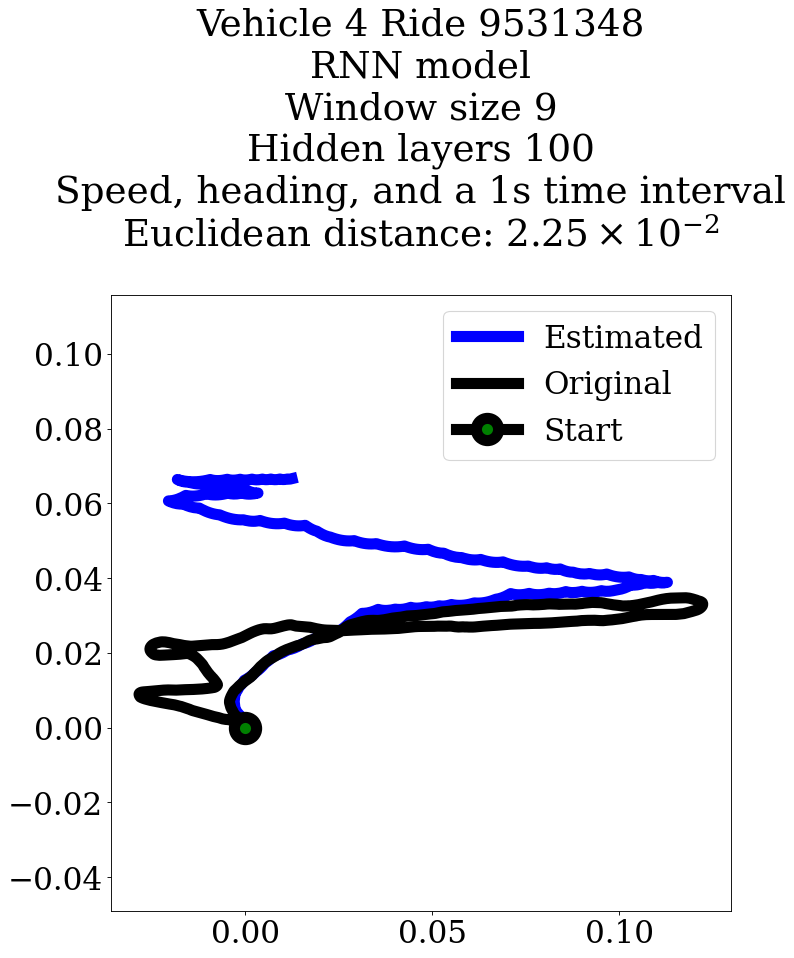 Vehicle 4 Ride 9531348
RNN model
Window size 9
Hidden layers 100
Speed, heading, and a 1s time interval
Euclidean distance: 2.25 × 10⁻²
Estimated
Original
Start
0.10
0.08
0.06
0.04
0.02
0.00
−0.02
−0.04
0.00 0.05 0.10